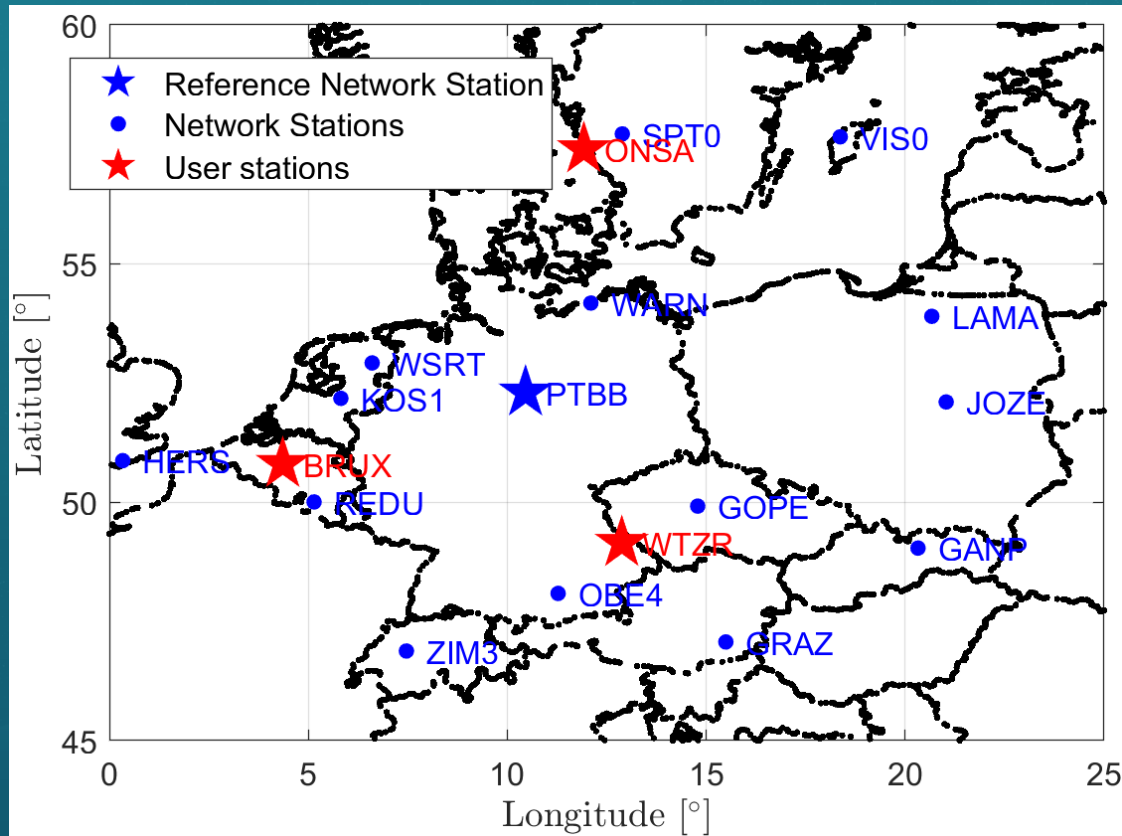 60
Reference Network Station
Network Stations
User stations
SPT0
VIS0
ONSA
55
WARN
LAMA
WSRT
KOS1
PTBB
JOZE
HERS
BRUX
REDU
50
GOPE
WTZR
GANP
OBE4
GRAZ
ZIM3
45
0 5 10 15 20 25
Longitude [°]
Latitude [°]